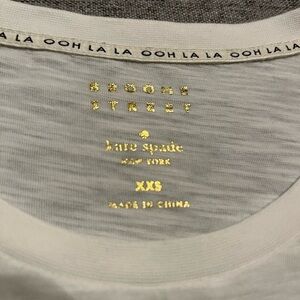 LA LA OOH LA LA OOH LA LA OOH LA LA
BROOME
STREET
kate spade
NEW YORK
XXS
MADE IN CHINA